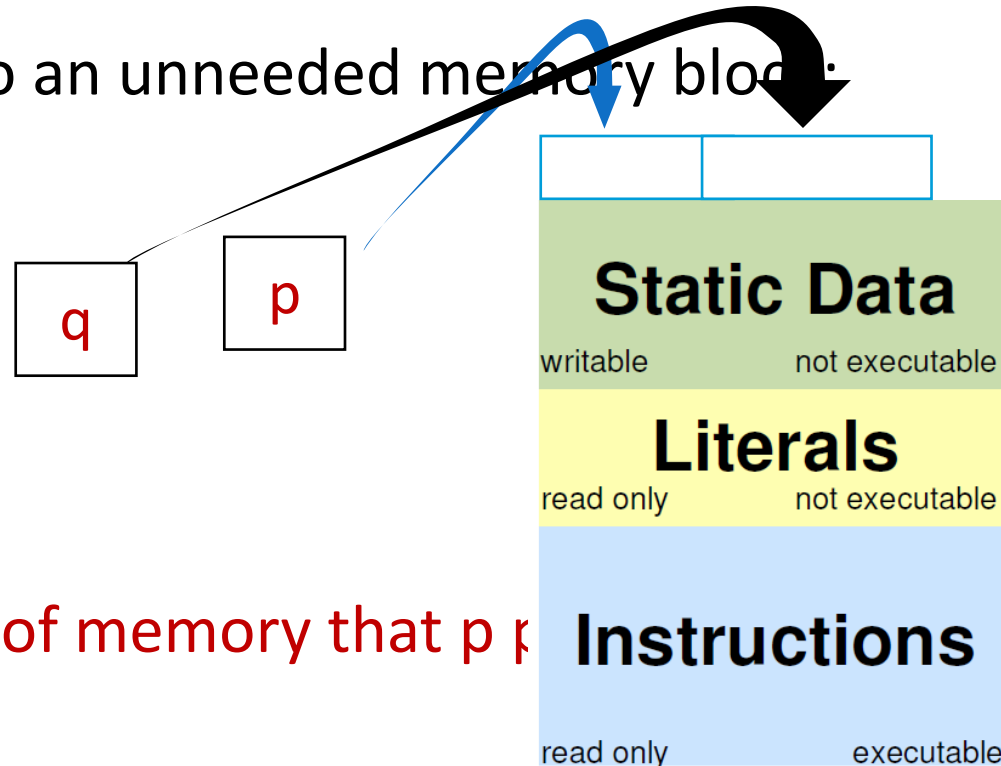 an unneeded memory block:
q
p
Static Data
writable not executable
Literals
read only not executable
of memory that p
Instructions
read only executable